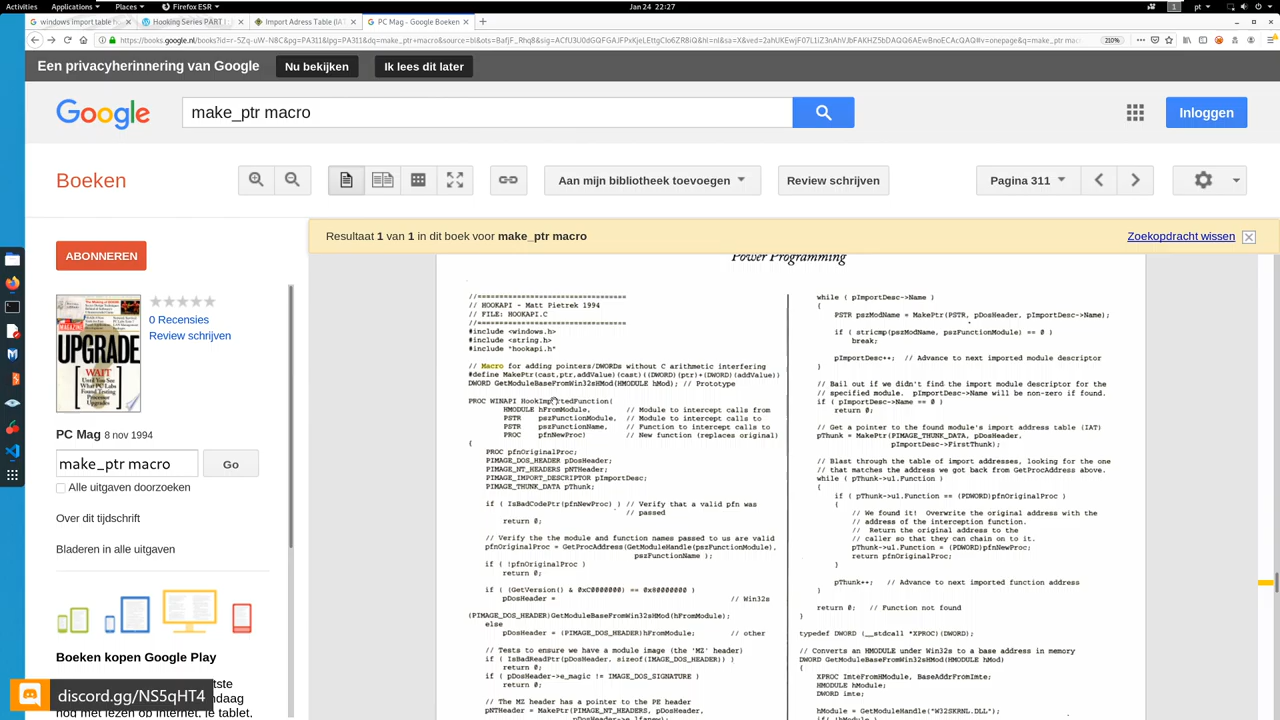 Activities Applications Places Firefox ESR Jan 24 22:27 1 pt
windows import table h Hooking Series PART I Import Adress Table (IAT PC Mag - Google Boeken
210%
Een privacyherinnering van Google Nu bekijken Ik lees dit later
Google make_ptr macro Inloggen
Boeken Aan mijn bibliotheek toevoegen Review schrijven Pagina 311
Resultaat 1 van 1 in dit boek voor make_ptr macro Zoekopdracht wissen
ABONNEREN
0 Recensies
Review schrijven
UPGRADE
WAIT
PC Mag 8 nov 1994
make_ptr macro Go
Alle uitgaven doorzoeken
Over dit tijdschrift
Bladeren in alle uitgaven
Boeken kopen Google Play
discord.gg/NS5qHT4
Power Programming
//==================================
// HOOKAPI - Matt Pietrek 1994
// FILE: HOOKAPI.C
//==================================
#include <windows.h>
#include <string.h>
#include "hookapi.h"
// Macro for adding pointers/DWORDs without C arithmetic interfering
#define MakePtr(cast,ptr,addValue)(cast)((DWORD)(ptr)+(DWORD)(addValue))
DWORD GetModuleBaseFromWin32sHMod(HMODULE hMod); // Prototype
PROC WINAPI HookImportedFunction(
HMODULE hFromModule, // Module to intercept calls from
PSTR pszFunctionModule, // Module to intercept calls to
PSTR pszFunctionName, // Function to intercept calls to
PROC pfnNewProc) // New function (replaces original)
{
PROC pfnOriginalProc;
PIMAGE_DOS_HEADER pDosHeader;
PIMAGE_NT_HEADERS pNTHeader;
PIMAGE_IMPORT_DESCRIPTOR pImportDesc;
PIMAGE_THUNK_DATA pThunk;
if ( IsBadCodePtr(pfnNewProc) ) // Verify that a valid pfn was
// passed
return 0;
// Verify the the module and function names passed to us are valid
pfnOriginalProc = GetProcAddress(GetModuleHandle(pszFunctionModule),
pszFunctionName );
if ( !pfnOriginalProc )
return 0;
if ( (GetVersion() & 0xC0000000) == 0x80000000 )
pDosHeader = // Win32s
(PIMAGE_DOS_HEADER)GetModuleBaseFromWin32sHMod(hFromModule);
else
pDosHeader = (PIMAGE_DOS_HEADER)hFromModule; // other
// Tests to ensure we have a module image (the 'MZ' header)
if ( IsBadReadPtr(pDosHeader, sizeof(IMAGE_DOS_HEADER)) )
return 0;
if ( pDosHeader->e_magic != IMAGE_DOS_SIGNATURE )
return 0;
// The MZ header has a pointer to the PE header
pNTHeader = MakePtr(PIMAGE_NT_HEADERS, pDosHeader,
while ( pImportDesc->Name )
{
PSTR pszModName = MakePtr(PSTR, pDosHeader, pImportDesc->Name);
if ( stricmp(pszModName, pszFunctionModule) == 0 )
break;
pImportDesc++; // Advance to next imported module descriptor
}
// Bail out if we didn't find the import module descriptor for the
// specified module. pImportDesc->Name will be non-zero if found.
if ( pImportDesc->Name == 0 )
return 0;
// Get a pointer to the found module's import address table (IAT)
pThunk = MakePtr(PIMAGE_THUNK_DATA, pDosHeader,
pImportDesc->FirstThunk);
// Blast through the table of import addresses, looking for the one
// that matches the address we got back from GetProcAddress above.
while ( pThunk->u1.Function )
{
if ( pThunk->u1.Function == (PDWORD)pfnOriginalProc )
{
// We found it! Overwrite the original address with the
// address of the interception function.
// Return the original address to the
// caller so that they can chain on to it.
pThunk->u1.Function = (PDWORD)pfnNewProc;
return pfnOriginalProc;
}
pThunk++; // Advance to next imported function address
}
return 0; // Function not found
}
typedef DWORD (__stdcall *XPROC)(DWORD);
// Converts an HMODULE under Win32s to a base address in memory
DWORD GetModuleBaseFromWin32sHMod(HMODULE hMod)
{
XPROC ImteFromHModule, BaseAddrFromImte;
HMODULE hModule;
DWORD imte;
hModule = GetModuleHandle("W32SKRNL.DLL");